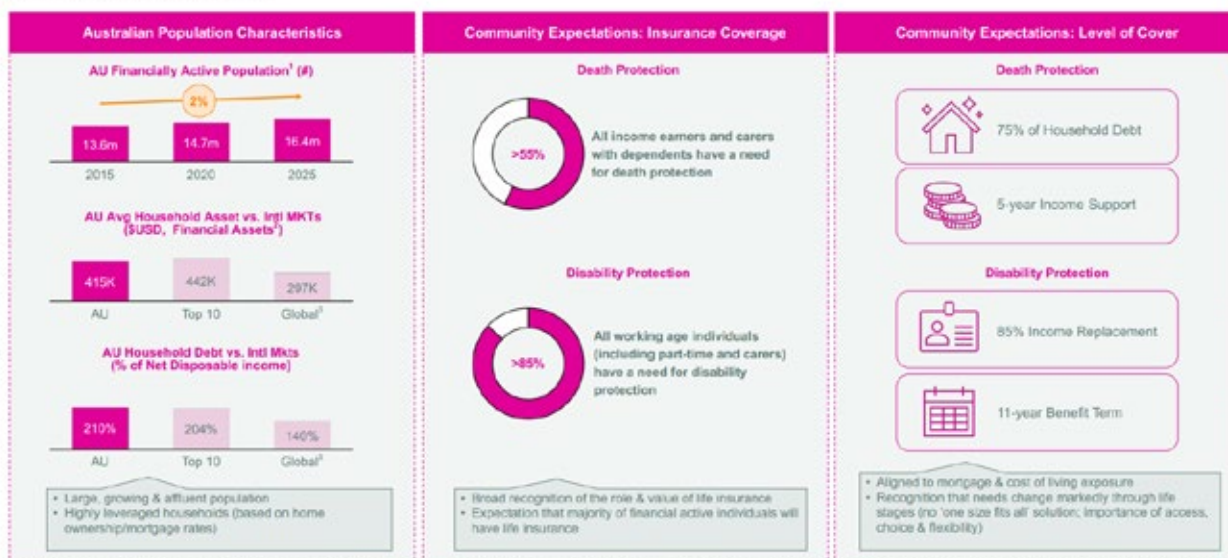 Australian Population Characteristics
AU Financially Active Population¹ (#)
2%
13.6m
14.7m
16.4m
2015
2020
2025
AU Avg Household Asset vs. Intl MKTs
($USD, Financial Assets²)
415K
442K
297K
AU
Top 10
Global³
AU Household Debt vs. Intl Mkts
(% of Net Disposable income)
210%
204%
140%
AU
Top 10
Global³
• Large, growing & affluent population
• Highly leveraged households (based on home
ownership/mortgage rates)
Community Expectations: Insurance Coverage
Death Protection
>55%
All income earners and carers
with dependents have a need
for death protection
Disability Protection
>85%
All working age individuals
(including part-time and carers)
have a need for disability
protection
• Broad recognition of the role & value of life insurance
• Expectation that majority of financial active individuals will
have life insurance
Community Expectations: Level of Cover
Death Protection
75% of Household Debt
5-year Income Support
Disability Protection
85% Income Replacement
11-year Benefit Term
• Aligned to mortgage & cost of living exposure
• Recognition that needs change markedly through life
stages (no 'one size fits all' solution; importance of access,
choice & flexibility)